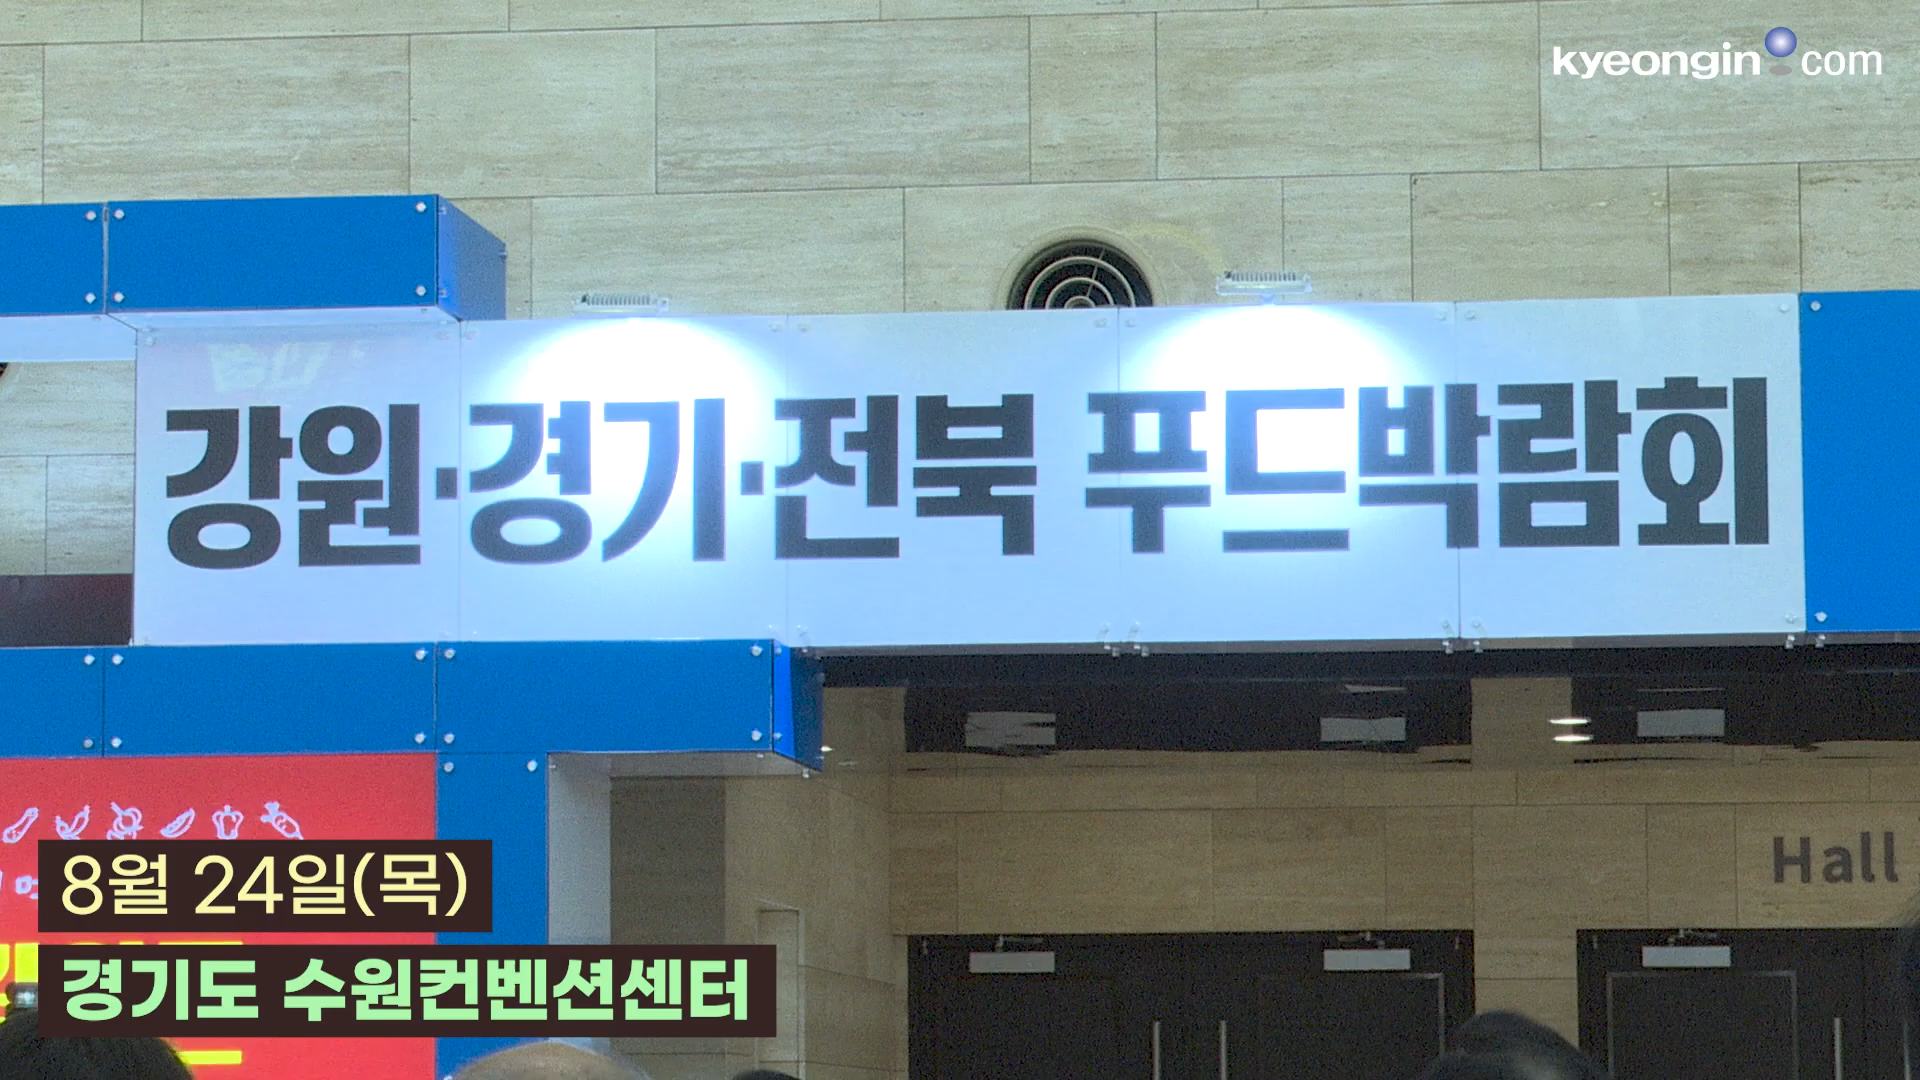 kyeongin.com
강원·경기·전북 푸드박람회
Hall
8월 24일(목)
경기도 수원컨벤션센터